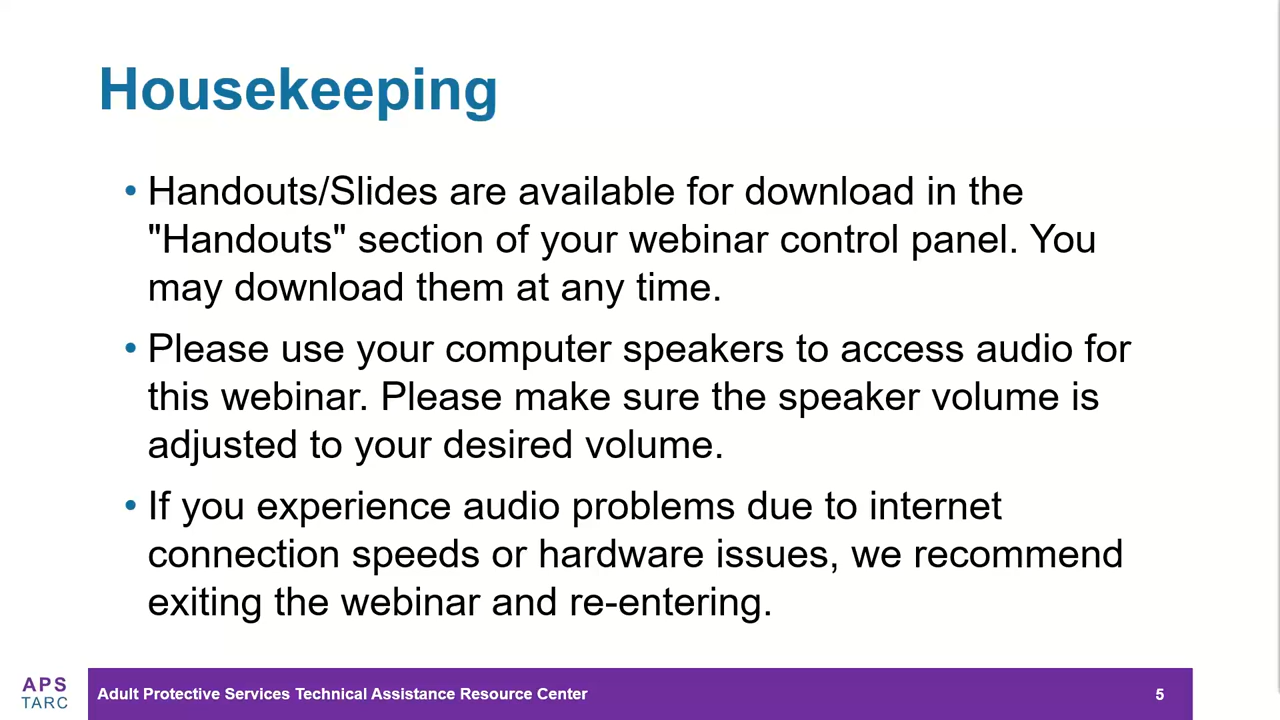 Housekeeping
• Handouts/Slides are available for download in the
"Handouts" section of your webinar control panel. You
may download them at any time.
• Please use your computer speakers to access audio for
this webinar. Please make sure the speaker volume is
adjusted to your desired volume.
• If you experience audio problems due to internet
connection speeds or hardware issues, we recommend
exiting the webinar and re-entering.
APS
TARC
Adult Protective Services Technical Assistance Resource Center
5